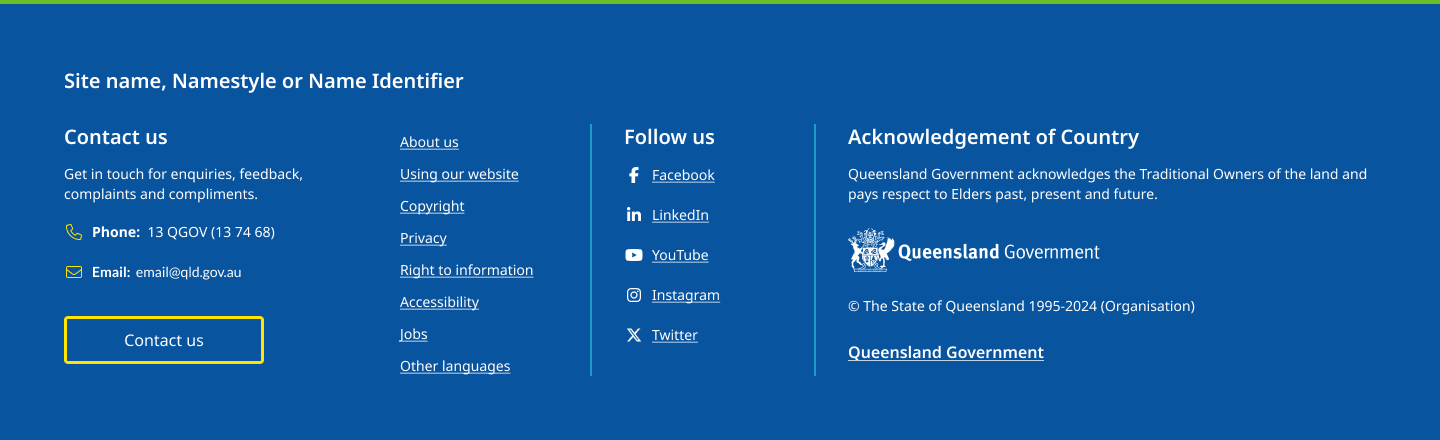 Site name, Namestyle or Name Identifier
Contact us
Get in touch for enquiries, feedback,
complaints and compliments.
Phone: 13 QGOV (13 74 68)
Email: email@qld.gov.au
Contact us
About us
Using our website
Copyright
Privacy
Right to information
Accessibility
Jobs
Other languages
Follow us
Facebook
LinkedIn
YouTube
Instagram
Twitter
Acknowledgement of Country
Queensland Government acknowledges the Traditional Owners of the land and
pays respect to Elders past, present and future.
Queensland Government
© The State of Queensland 1995-2024 (Organisation)
Queensland Government